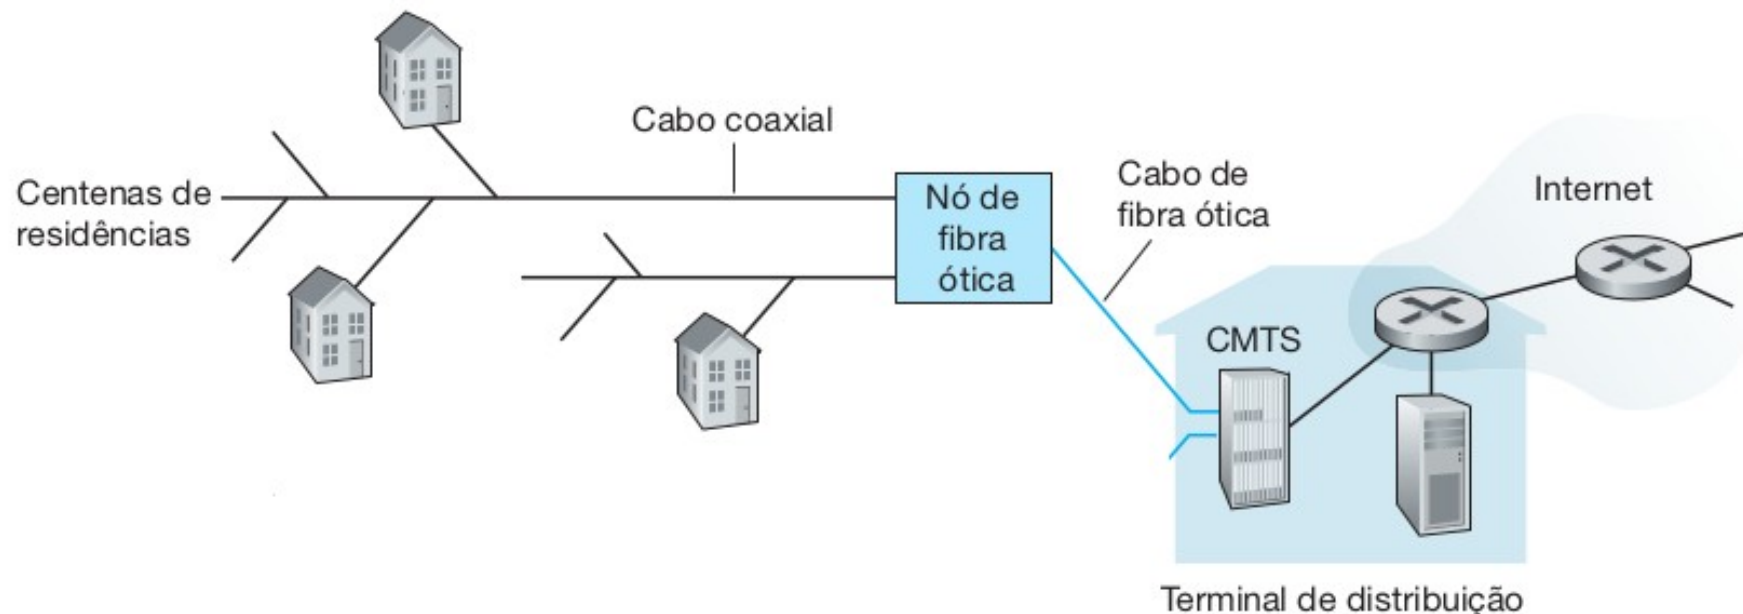 Centenas de
residências
Cabo coaxial
Nó de
fibra
ótica
Cabo de
fibra ótica
Internet
CMTS
Terminal de distribuição